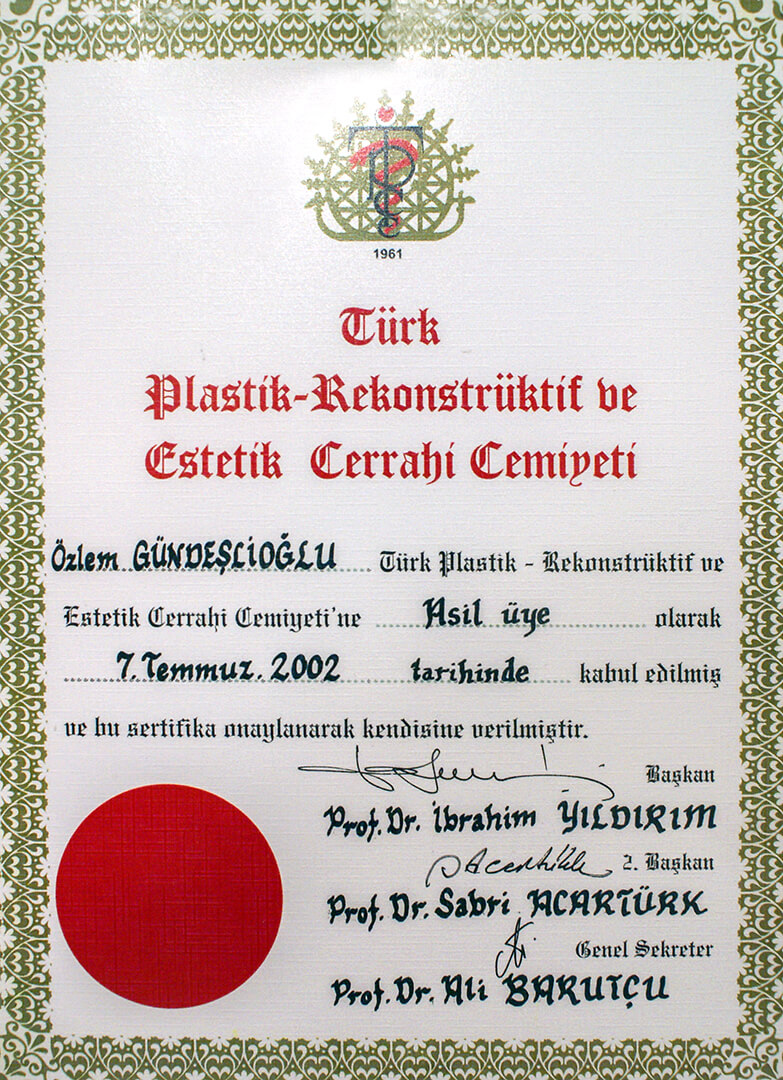 1961
Türk
Plastik-Rekonstrüktif ve
Estetik Cerrahi Cemiyeti
Özlem GÜNDEŞLİOĞLU Türk Plastik - Rekonstrüktif ve
Estetik Cerrahi Cemiyeti'ne Asil üye olarak
7. Temmuz. 2002 tarihinde kabul edilmiş
ve bu sertifika onaylanarak kendisine verilmiştir.
Başkan
Prof. Dr. İbrahim YILDIRIM
2. Başkan
Prof. Dr. Sabri ACARTÜRK
Genel Sekreter
Prof. Dr. Ali BARUTÇU